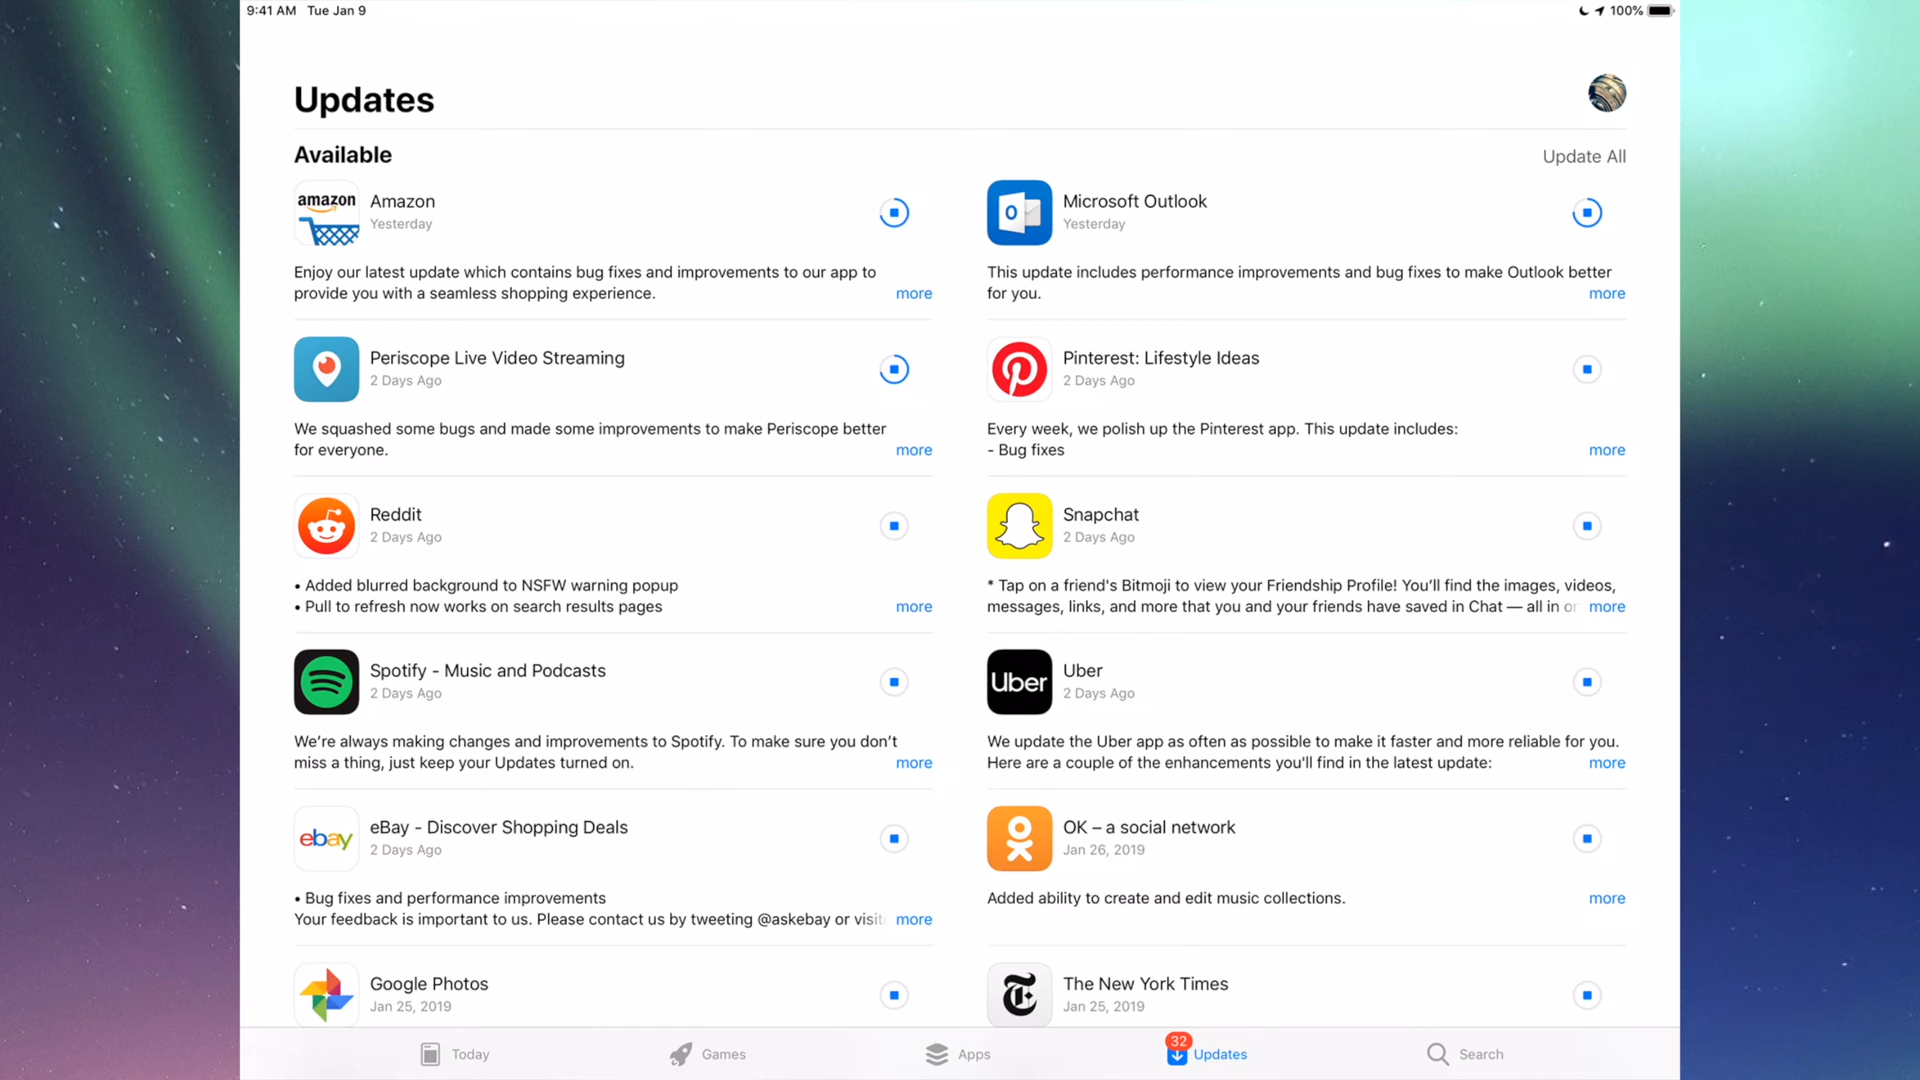 9:41 AM Tue Jan 9
100%
Updates
Available
Update All
amazon
Amazon
Yesterday
Enjoy our latest update which contains bug fixes and improvements to our app to
provide you with a seamless shopping experience.
more
Microsoft Outlook
Yesterday
This update includes performance improvements and bug fixes to make Outlook better
for you.
more
Periscope Live Video Streaming
2 Days Ago
We squashed some bugs and made some improvements to make Periscope better
for everyone.
more
Pinterest: Lifestyle Ideas
2 Days Ago
Every week, we polish up the Pinterest app. This update includes:
- Bug fixes
more
Reddit
2 Days Ago
• Added blurred background to NSFW warning popup
• Pull to refresh now works on search results pages
more
Snapchat
2 Days Ago
* Tap on a friend's Bitmoji to view your Friendship Profile! You'll find the images, videos,
messages, links, and more that you and your friends have saved in Chat — all in or
more
Spotify - Music and Podcasts
2 Days Ago
We're always making changes and improvements to Spotify. To make sure you don't
miss a thing, just keep your Updates turned on.
more
Uber
Uber
2 Days Ago
We update the Uber app as often as possible to make it faster and more reliable for you.
Here are a couple of the enhancements you'll find in the latest update:
more
ebay
eBay - Discover Shopping Deals
2 Days Ago
• Bug fixes and performance improvements
Your feedback is important to us. Please contact us by tweeting @askebay or visiti
more
OK – a social network
Jan 26, 2019
Added ability to create and edit music collections.
more
Google Photos
Jan 25, 2019
The New York Times
Jan 25, 2019
Today
Games
Apps
32
Updates
Search